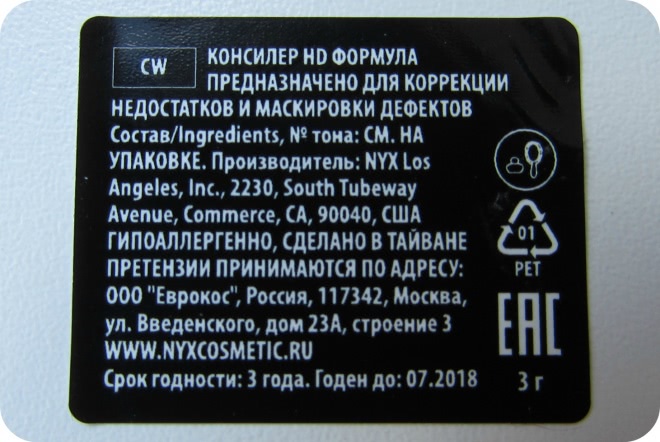 CW
КОНСИЛЕР HD ФОРМУЛА
ПРЕДНАЗНАЧЕНО ДЛЯ КОРРЕКЦИИ
НЕДОСТАТКОВ И МАСКИРОВКИ ДЕФЕКТОВ
Состав/Ingredients, № тона: СМ. НА
УПАКОВКЕ. Производитель: NYX Los
Angeles, Inc., 2230, South Tubeway
Avenue, Commerce, CA, 90040, США
ГИПОАЛЛЕРГЕННО, СДЕЛАНО В ТАЙВАНЕ
ПРЕТЕНЗИИ ПРИНИМАЮТСЯ ПО АДРЕСУ:
ООО "Еврокос", Россия, 117342, Москва,
ул. Введенского, дом 23А, строение 3
WWW.NYXCOSMETIC.RU
Срок годности: 3 года. Годен до: 07.2018
01
PET
EAC
3 г